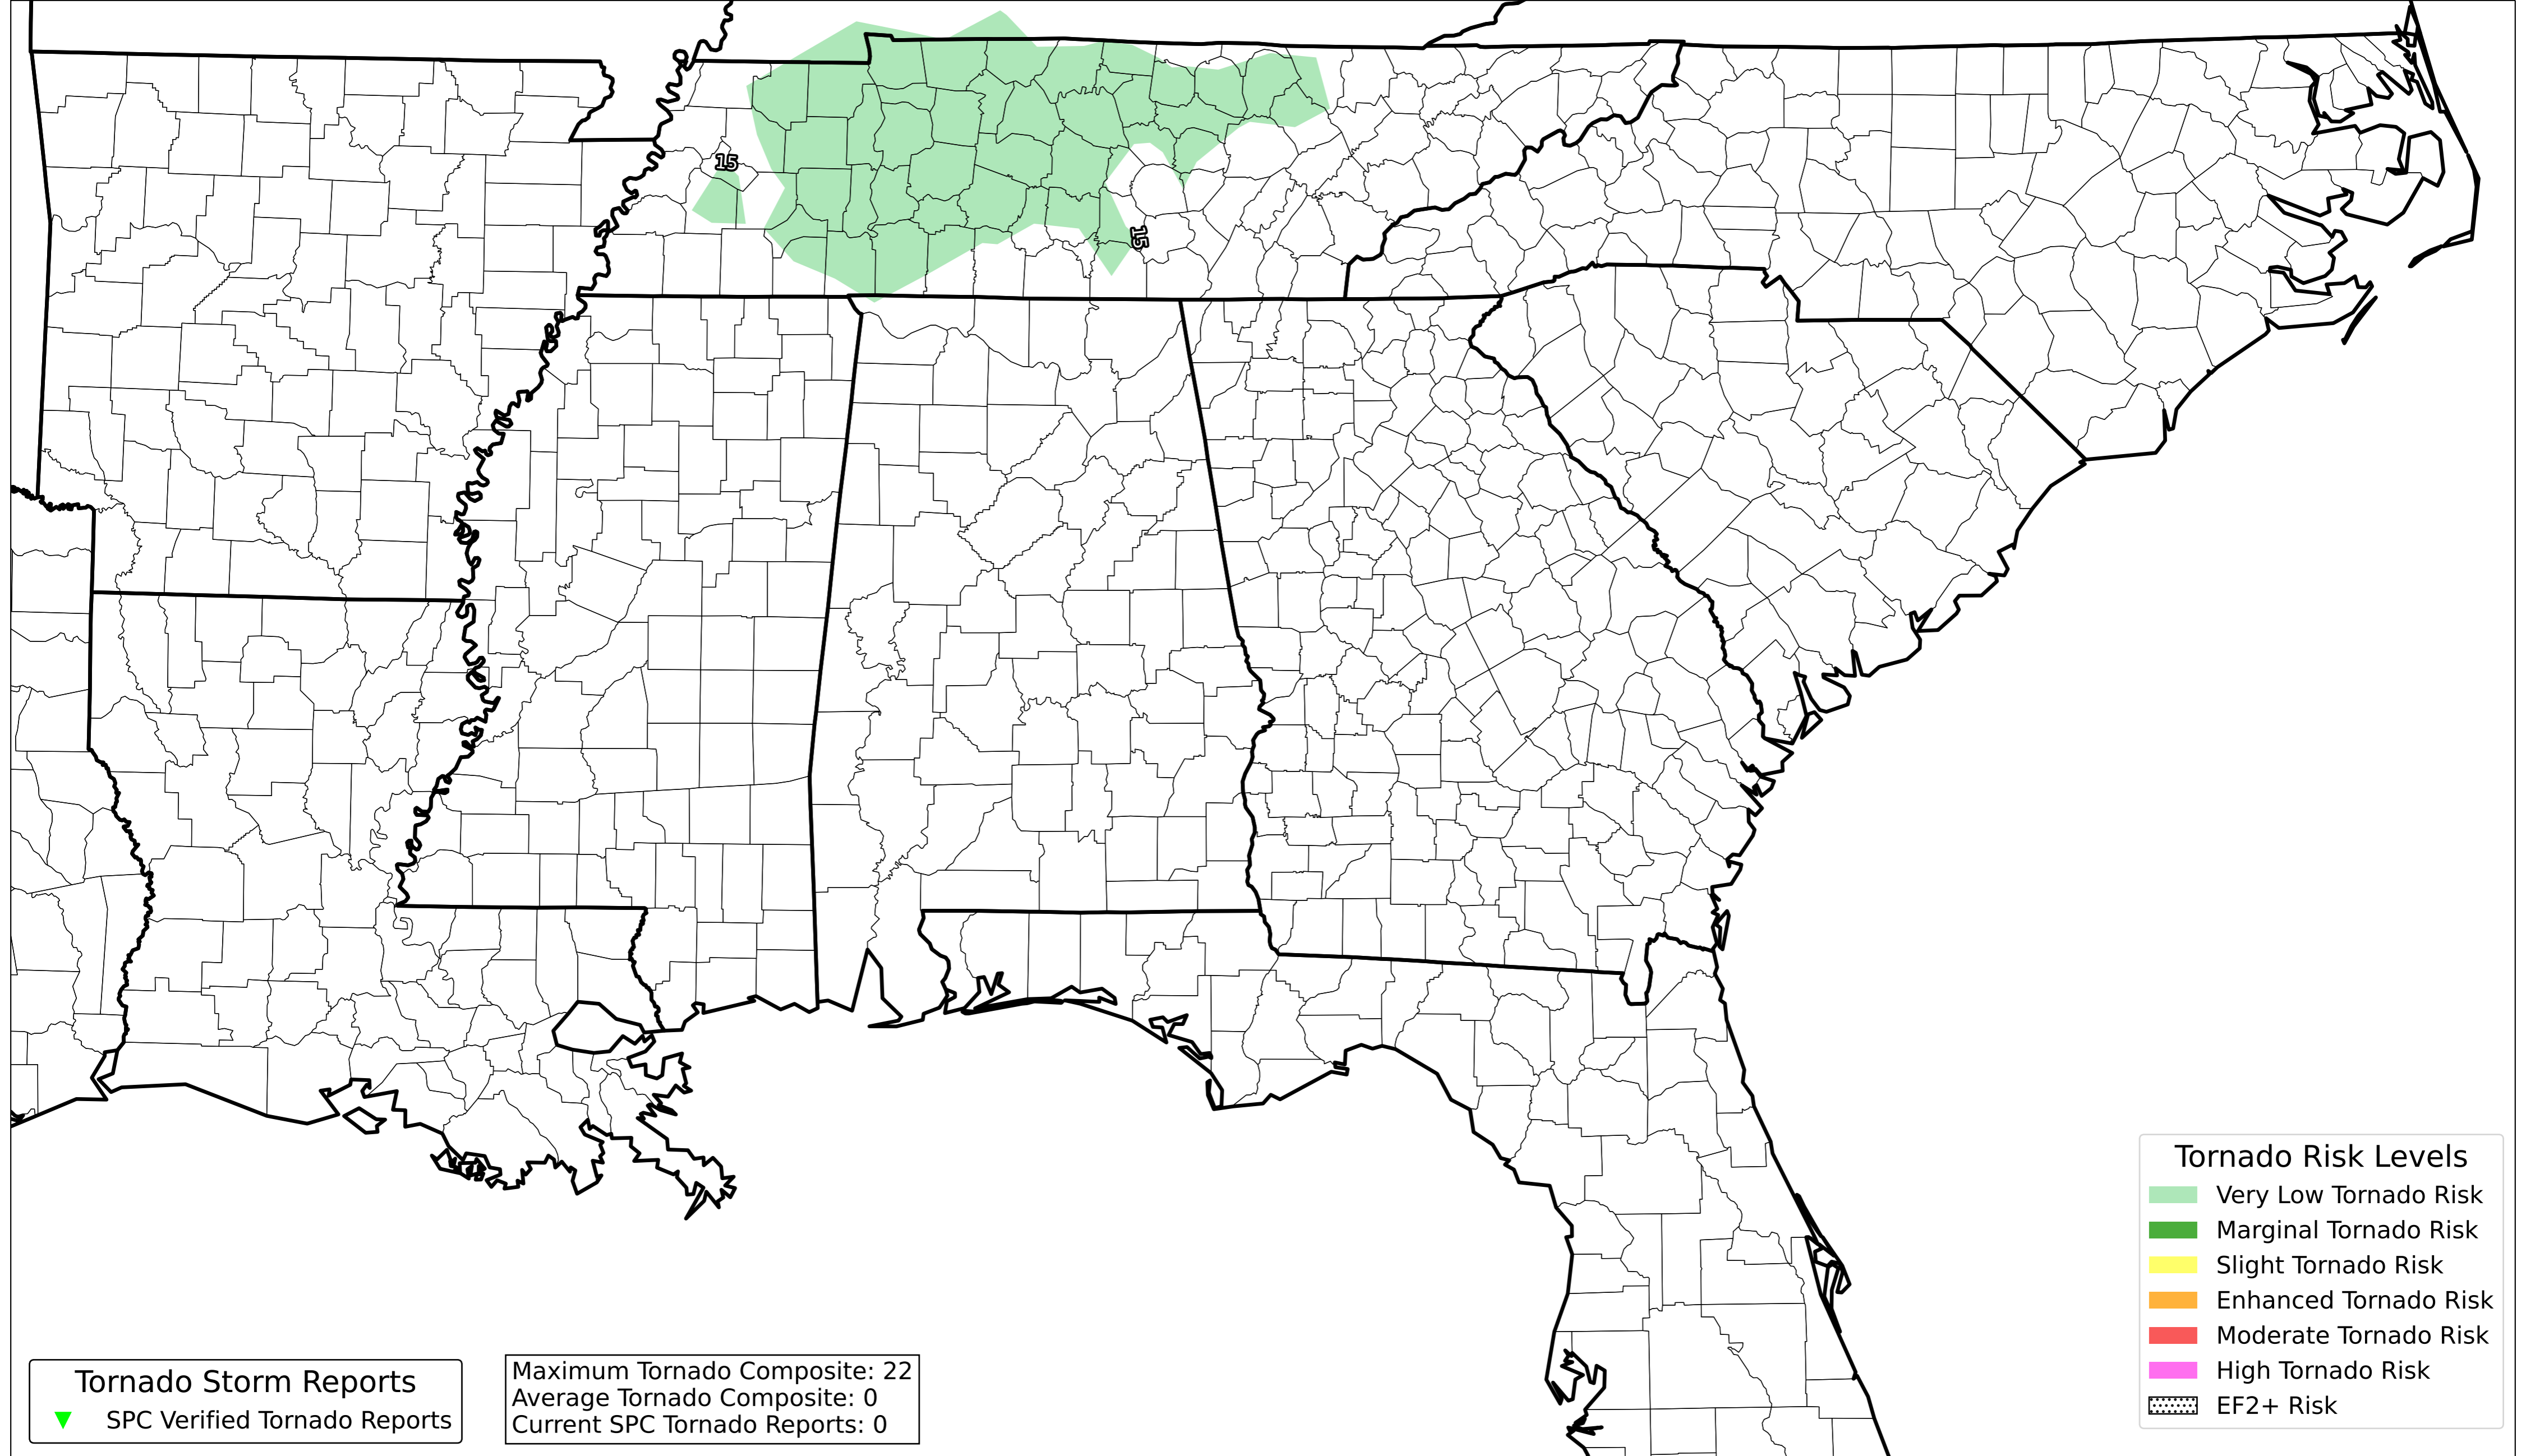 15
15
Tornado Risk Levels
Very Low Tornado Risk
Marginal Tornado Risk
Slight Tornado Risk
Enhanced Tornado Risk
Moderate Tornado Risk
High Tornado Risk
EF2+ Risk
Tornado Storm Reports
SPC Verified Tornado Reports
Maximum Tornado Composite: 22
Average Tornado Composite: 0
Current SPC Tornado Reports: 0